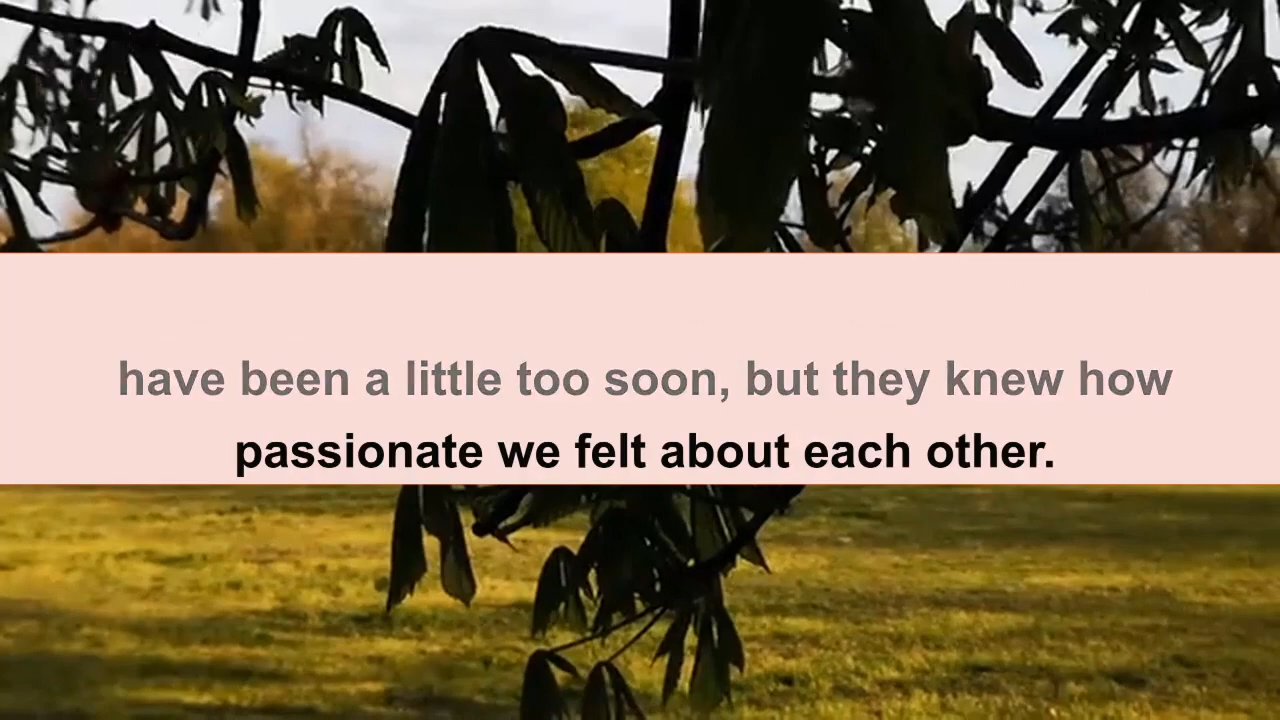 have been a little too soon, but they knew how
passionate we felt about each other.